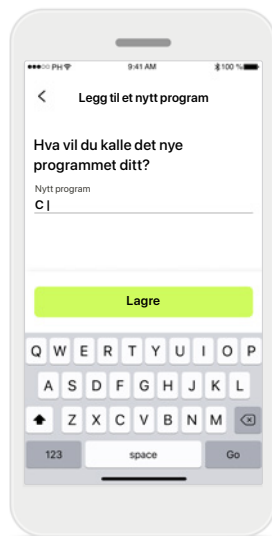 PH 9:41 AM 100 %
Legg til et nytt program
Hva vil du kalle det nye
programmet ditt?
Nytt program
C |
Lagre
Q W E R T Y U I O P
A S D F G H J K L
Z X C V B N M
123 space Go